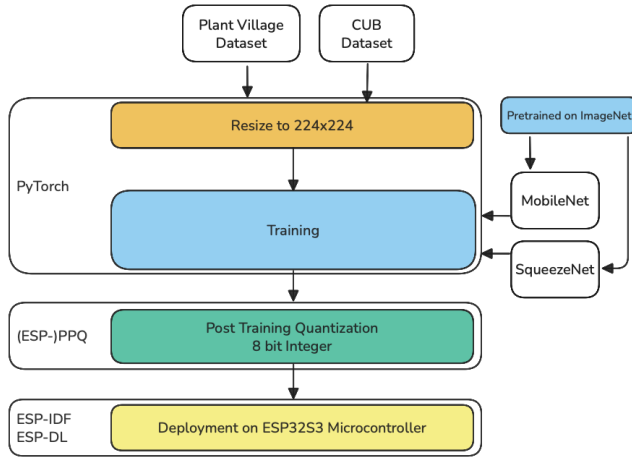 Plant Village
Dataset
CUB
Dataset
Resize to 224x224
Pretrained on ImageNet
PyTorch
MobileNet
Training
SqueezeNet
(ESP-)PPQ
Post Training Quantization
8 bit Integer
ESP-IDF
ESP-DL
Deployment on ESP32S3 Microcontroller